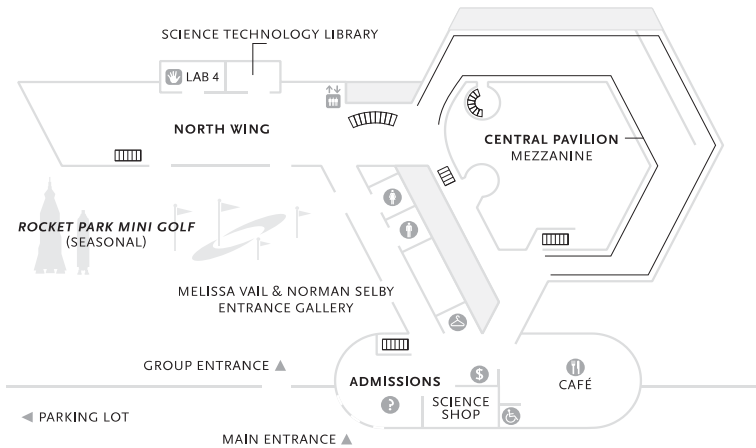 SCIENCE TECHNOLOGY LIBRARY
LAB 4
NORTH WING
CENTRAL PAVILION
MEZZANINE
ROCKET PARK MINI GOLF
(SEASONAL)
MELISSA VAIL & NORMAN SELBY
ENTRANCE GALLERY
GROUP ENTRANCE
ADMISSIONS
$
CAFÉ
?
SCIENCE
SHOP
PARKING LOT
MAIN ENTRANCE